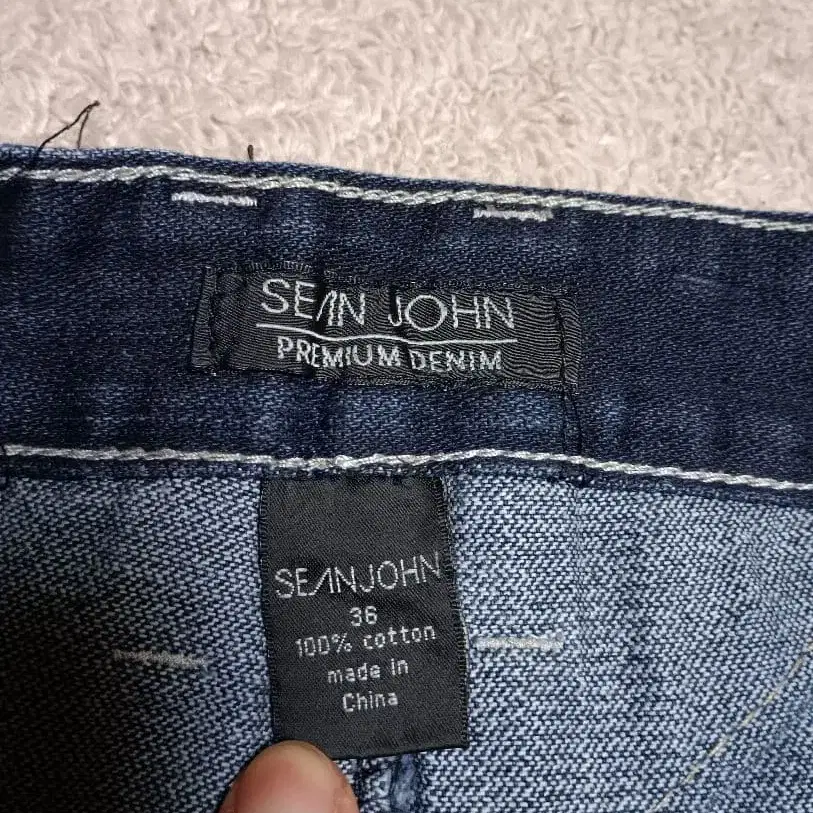 SEAN JOHN
PREMIUM DENIM
SEANJOHN
36
100% cotton
made in
China